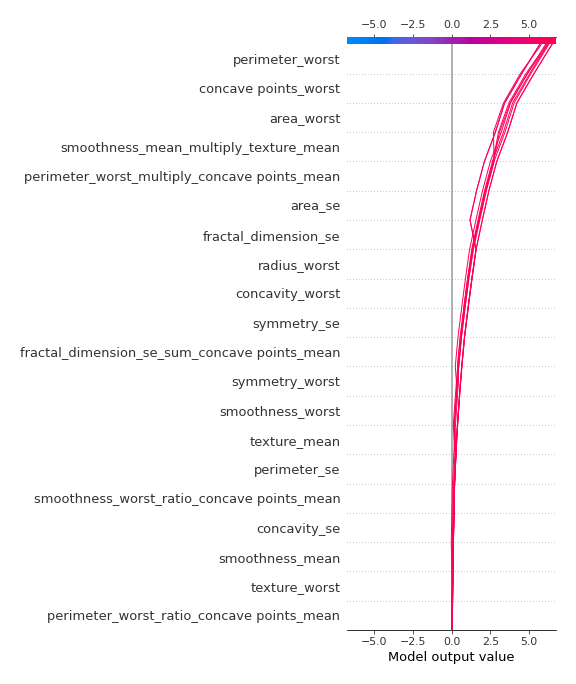 −5.0 −2.5 0.0 2.5 5.0
perimeter_worst
concave points_worst
area_worst
smoothness_mean_multiply_texture_mean
perimeter_worst_multiply_concave points_mean
area_se
fractal_dimension_se
radius_worst
concavity_worst
symmetry_se
fractal_dimension_se_sum_concave points_mean
symmetry_worst
smoothness_worst
texture_mean
perimeter_se
smoothness_worst_ratio_concave points_mean
concavity_se
smoothness_mean
texture_worst
perimeter_worst_ratio_concave points_mean
−5.0 −2.5 0.0 2.5 5.0
Model output value